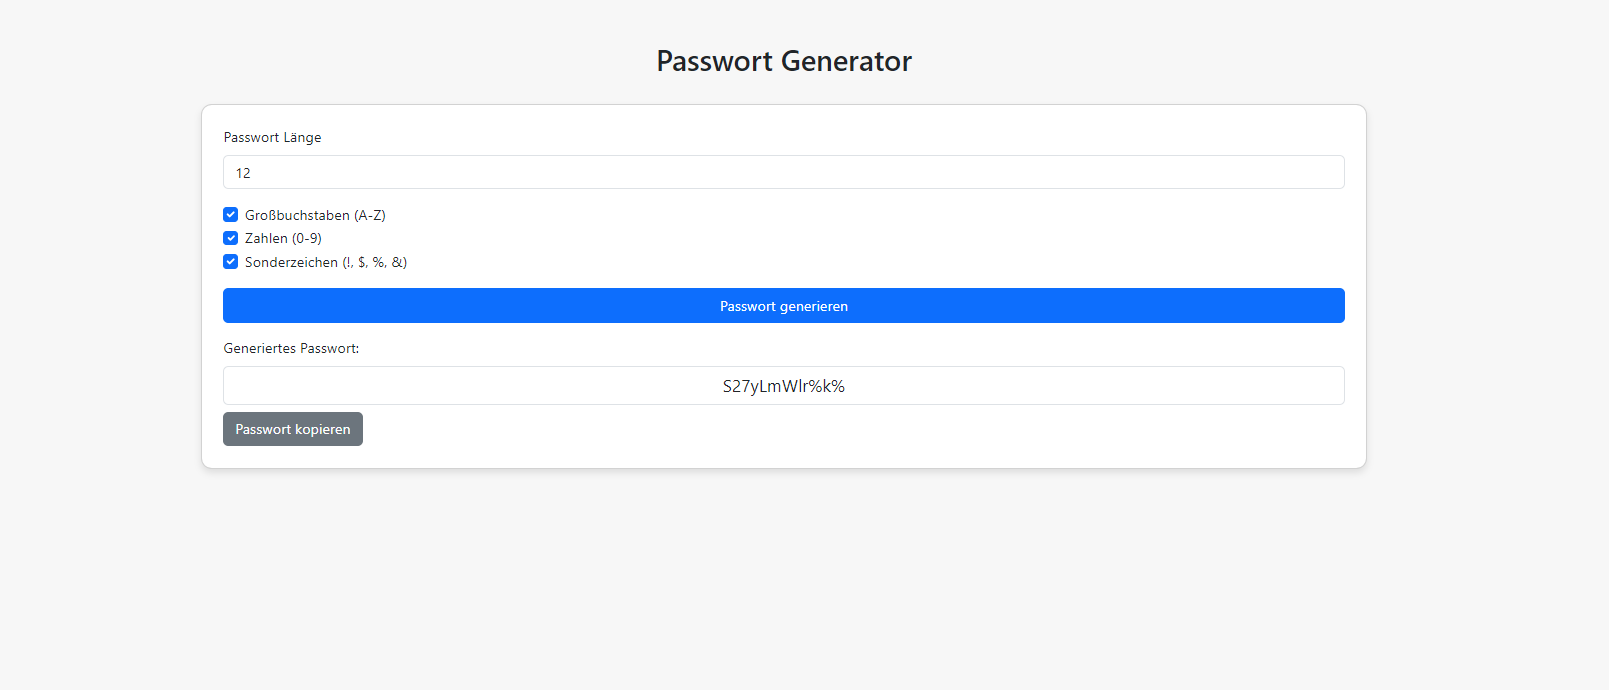 Passwort Generator
Passwort Länge
12
Großbuchstaben (A-Z)
Zahlen (0-9)
Sonderzeichen (!, $, %, &)
Passwort generieren
Generiertes Passwort:
S27yLmWlr%k%
Passwort kopieren